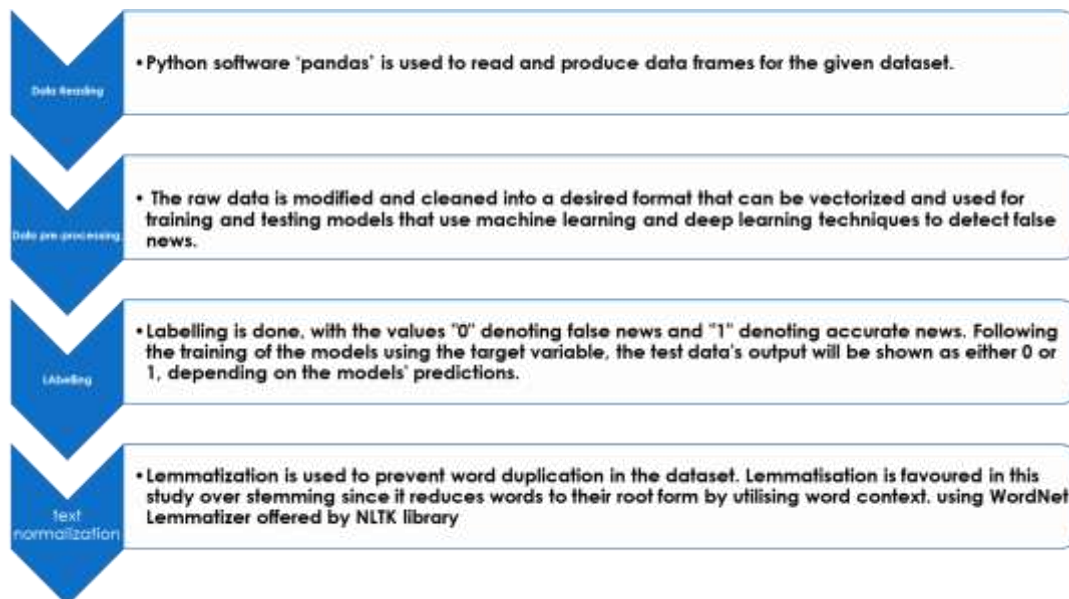 Data Reading
•Python software 'pandas' is used to read and produce data frames for the given dataset.
Data pre-processing
• The raw data is modified and cleaned into a desired format that can be vectorized and used for
training and testing models that use machine learning and deep learning techniques to detect false
news.
LAbelling
•Labelling is done, with the values "0" denoting false news and "1" denoting accurate news. Following
the training of the models using the target variable, the test data's output will be shown as either 0 or
1, depending on the models' predictions.
text
normalization
•Lemmatization is used to prevent word duplication in the dataset. Lemmatisation is favoured in this
study over stemming since it reduces words to their root form by utilising word context. using WordNet
Lemmatizer offered by NLTK library